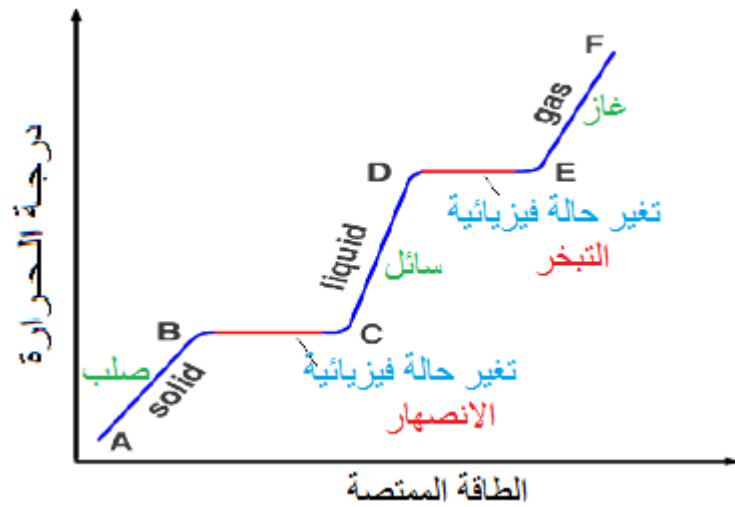 F
gas
غاز
D
E
تغير حالة فيزيائية
التبخر
liquid
سائل
درجة الحرارة
B
C
صلب
solid
تغير حالة فيزيائية
الانصهار
A
الطاقة الممتصة